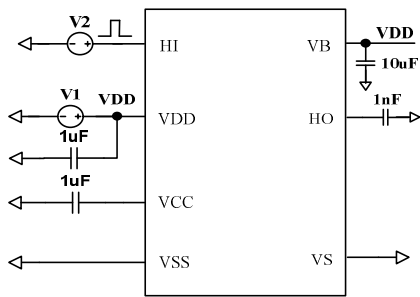 V2
HI
VB
VDD
10uF
V1
VDD
VDD
1nF
HO
1uF
1uF
VCC
VSS
VS